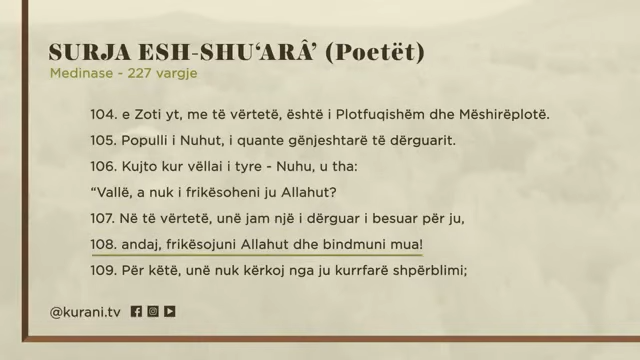 SURJA ESH-SHU‘ARÂ’ (Poetët)
Medinase - 227 vargje
104. e Zoti yt, me të vërtetë, është i Plotfuqishëm dhe Mëshirëplotë.
105. Populli i Nuhut, i quante gënjeshtarë të dërguarit.
106. Kujto kur vëllai i tyre - Nuhu, u tha:
“Vallë, a nuk i frikësoheni ju Allahut?
107. Në të vërtetë, unë jam një i dërguar i besuar për ju,
108. andaj, frikësojuni Allahut dhe bindmuni mua!
109. Për këtë, unë nuk kërkoj nga ju kurrfarë shpërblimi;
@kurani.tv